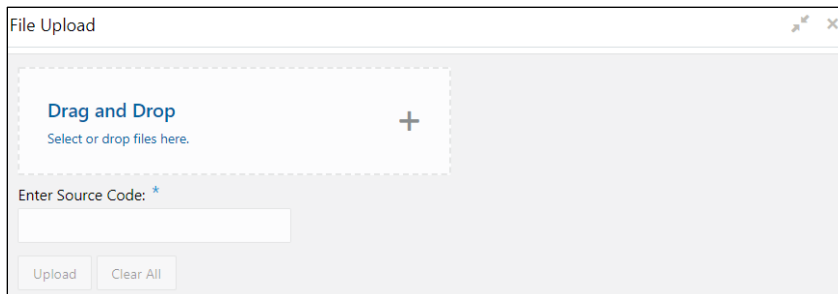 File Upload
Drag and Drop
Select or drop files here.
Enter Source Code: *
Upload Clear All